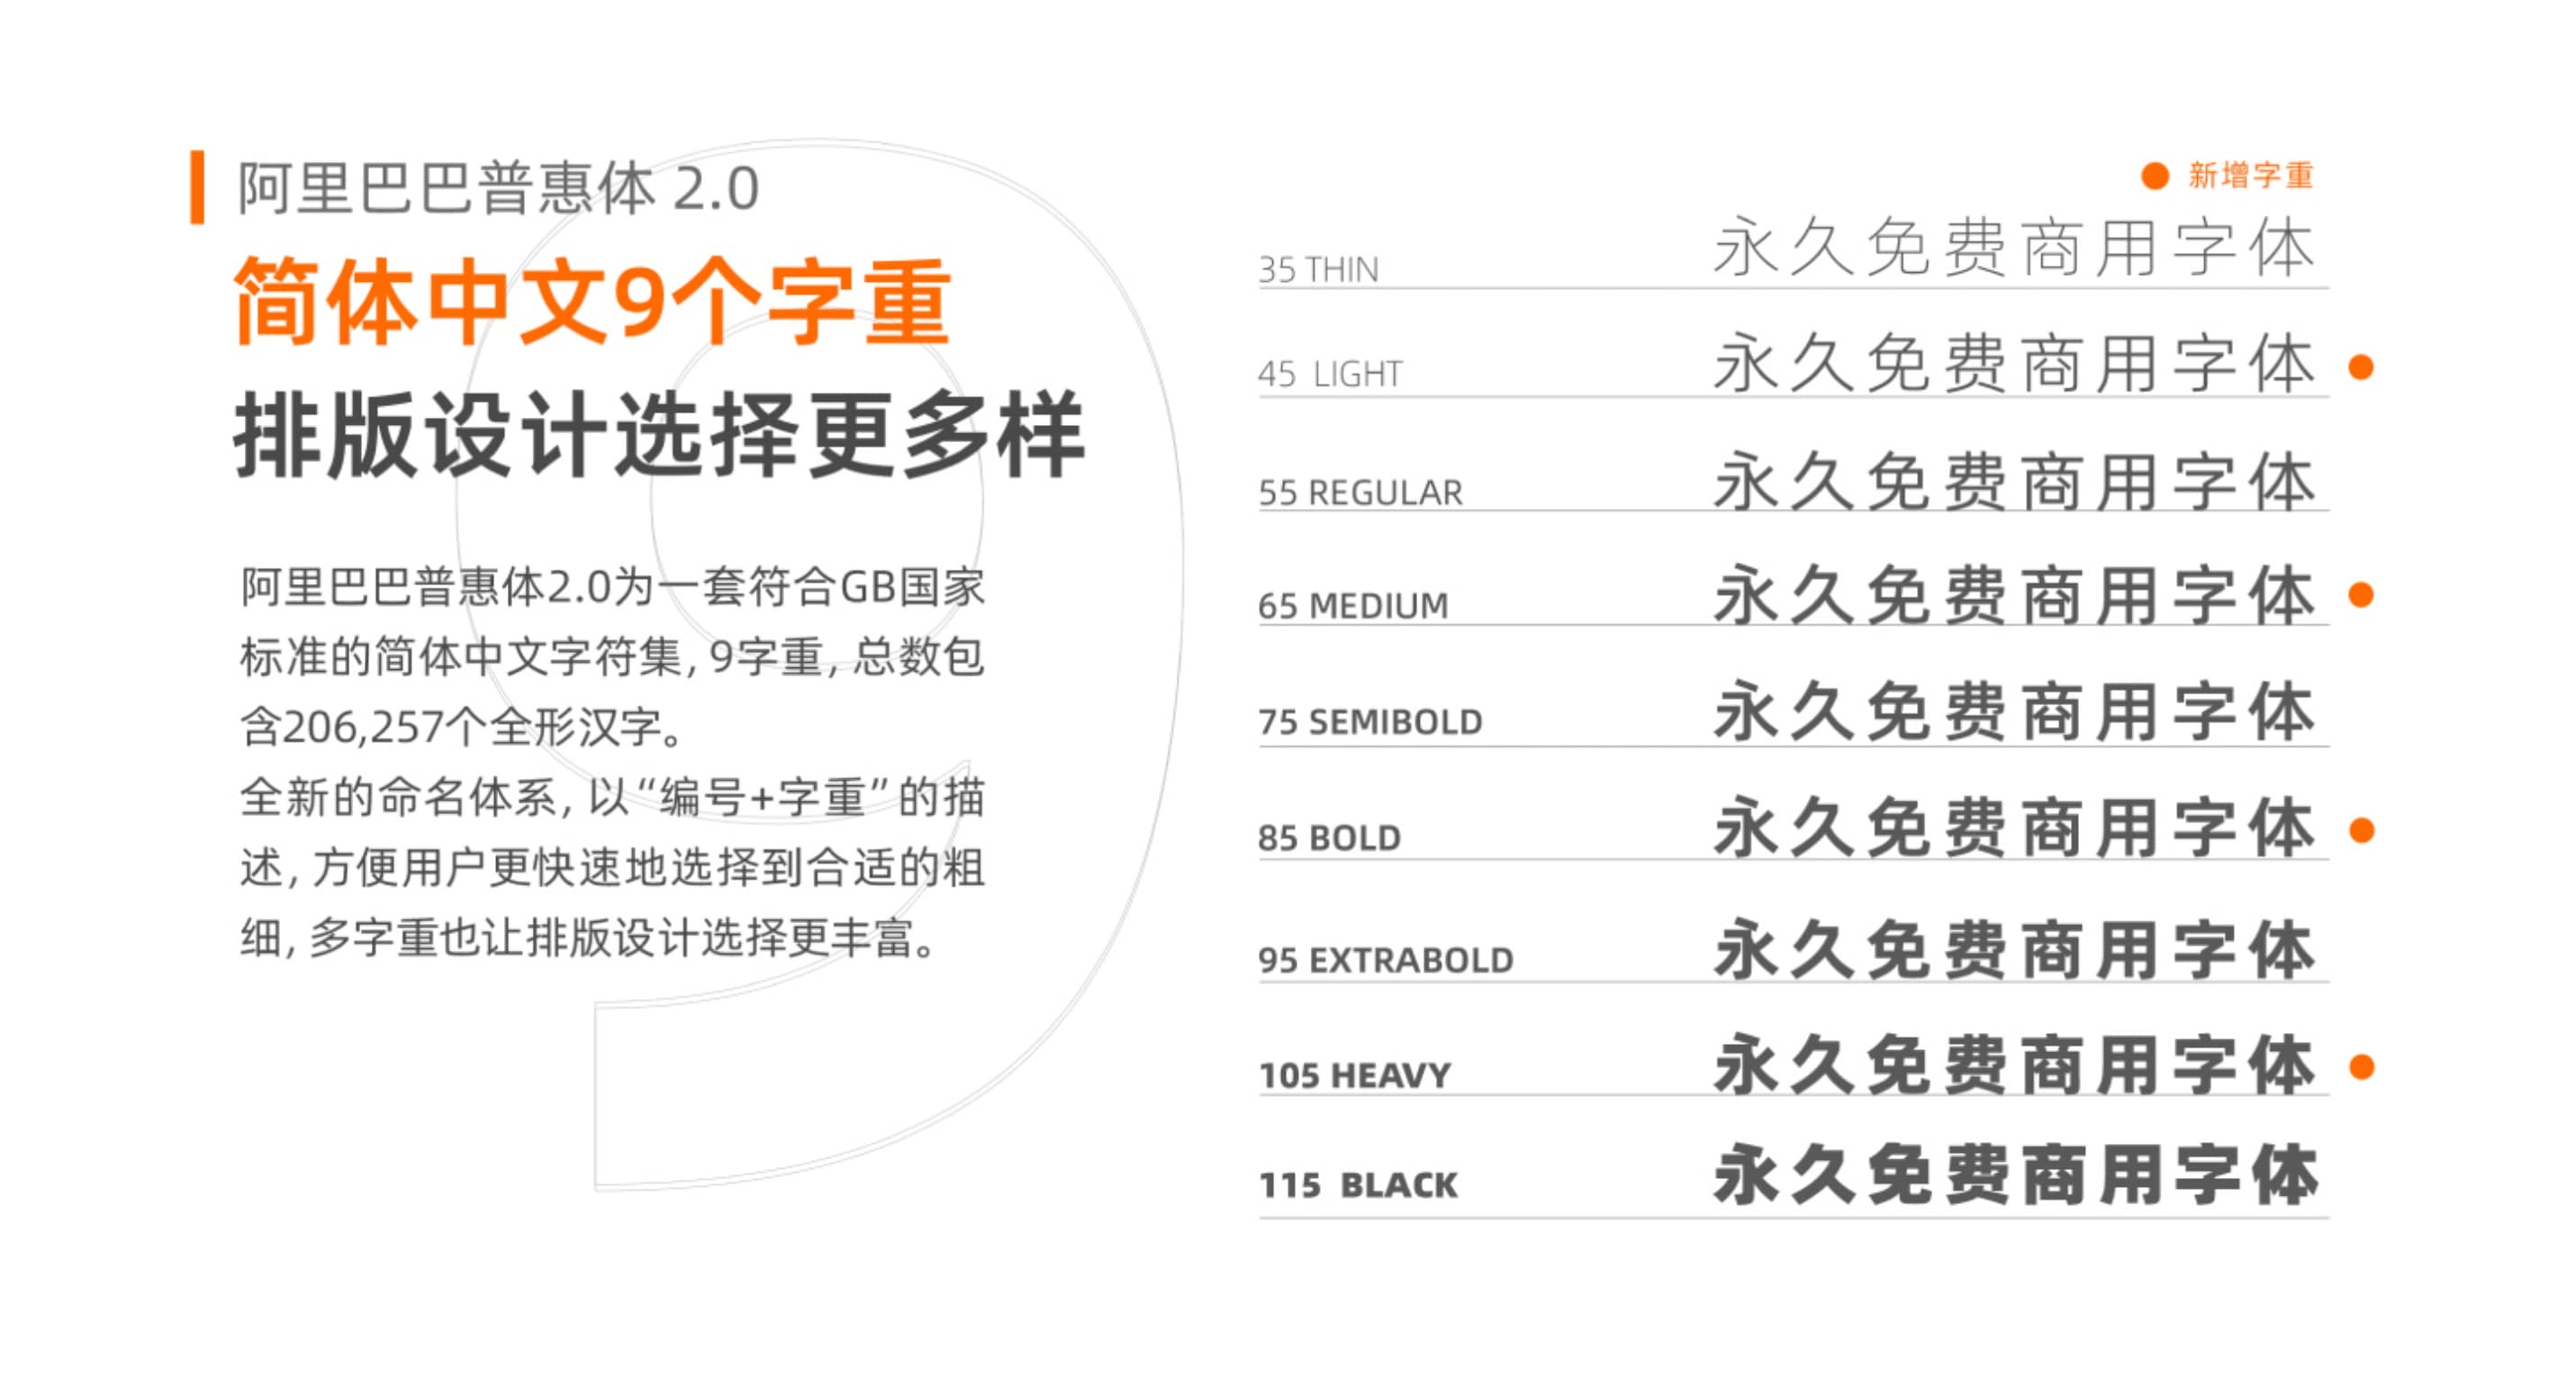 阿里巴巴普惠体 2.0
简体中文9个字重
排版设计选择更多样
阿里巴巴普惠体2.0为一套符合GB国家
标准的简体中文字符集, 9字重, 总数包
含206,257个全形汉字。
全新的命名体系, 以“编号+字重”的描
述, 方便用户更快速地选择到合适的粗
细, 多字重也让排版设计选择更丰富。
新增字重
35 THIN 永久免费商用字体
45 LIGHT 永久免费商用字体
55 REGULAR 永久免费商用字体
65 MEDIUM 永久免费商用字体
75 SEMIBOLD 永久免费商用字体
85 BOLD 永久免费商用字体
95 EXTRABOLD 永久免费商用字体
105 HEAVY 永久免费商用字体
115 BLACK 永久免费商用字体
9